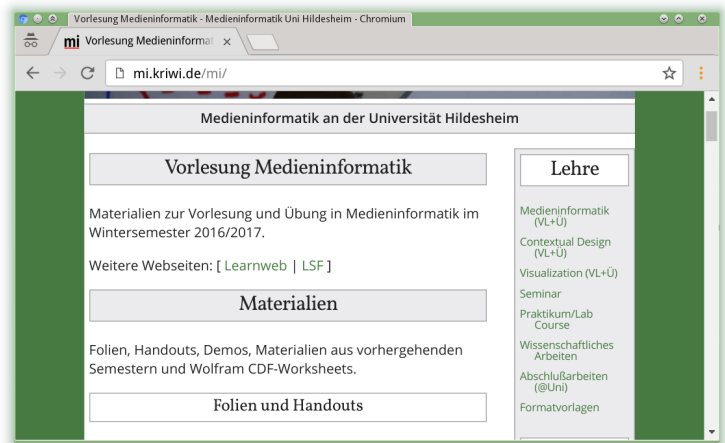 Vorlesung Medieninformatik - Medieninformatik Uni Hildesheim - Chromium
mi Vorlesung Medieninformat
mi.kriwi.de/mi/
Medieninformatik an der Universität Hildesheim
Vorlesung Medieninformatik
Materialien zur Vorlesung und Übung in Medieninformatik im
Wintersemester 2016/2017.
Weitere Webseiten: [ Learnweb | LSF ]
Materialien
Folien, Handouts, Demos, Materialien aus vorhergehenden
Semestern und Wolfram CDF-Worksheets.
Folien und Handouts
Lehre
Medieninformatik
(VL+Ü)
Contextual Design
(VL+Ü)
Visualization (VL+Ü)
Seminar
Praktikum/Lab
Course
Wissenschaftliches
Arbeiten
Abschlußarbeiten
(@Uni)
Formatvorlagen